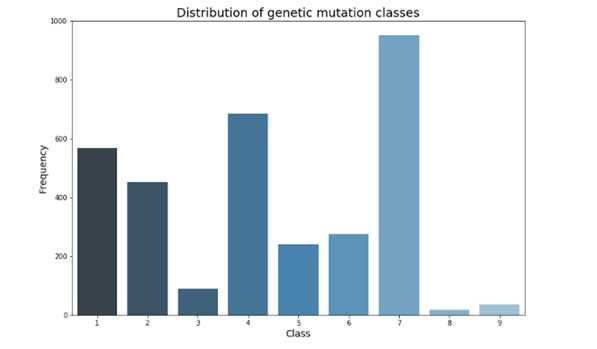 Distribution of genetic mutation classes
1000
800
600
400
200
0
Frequency
1 2 3 4 5 6 7 8 9
Class